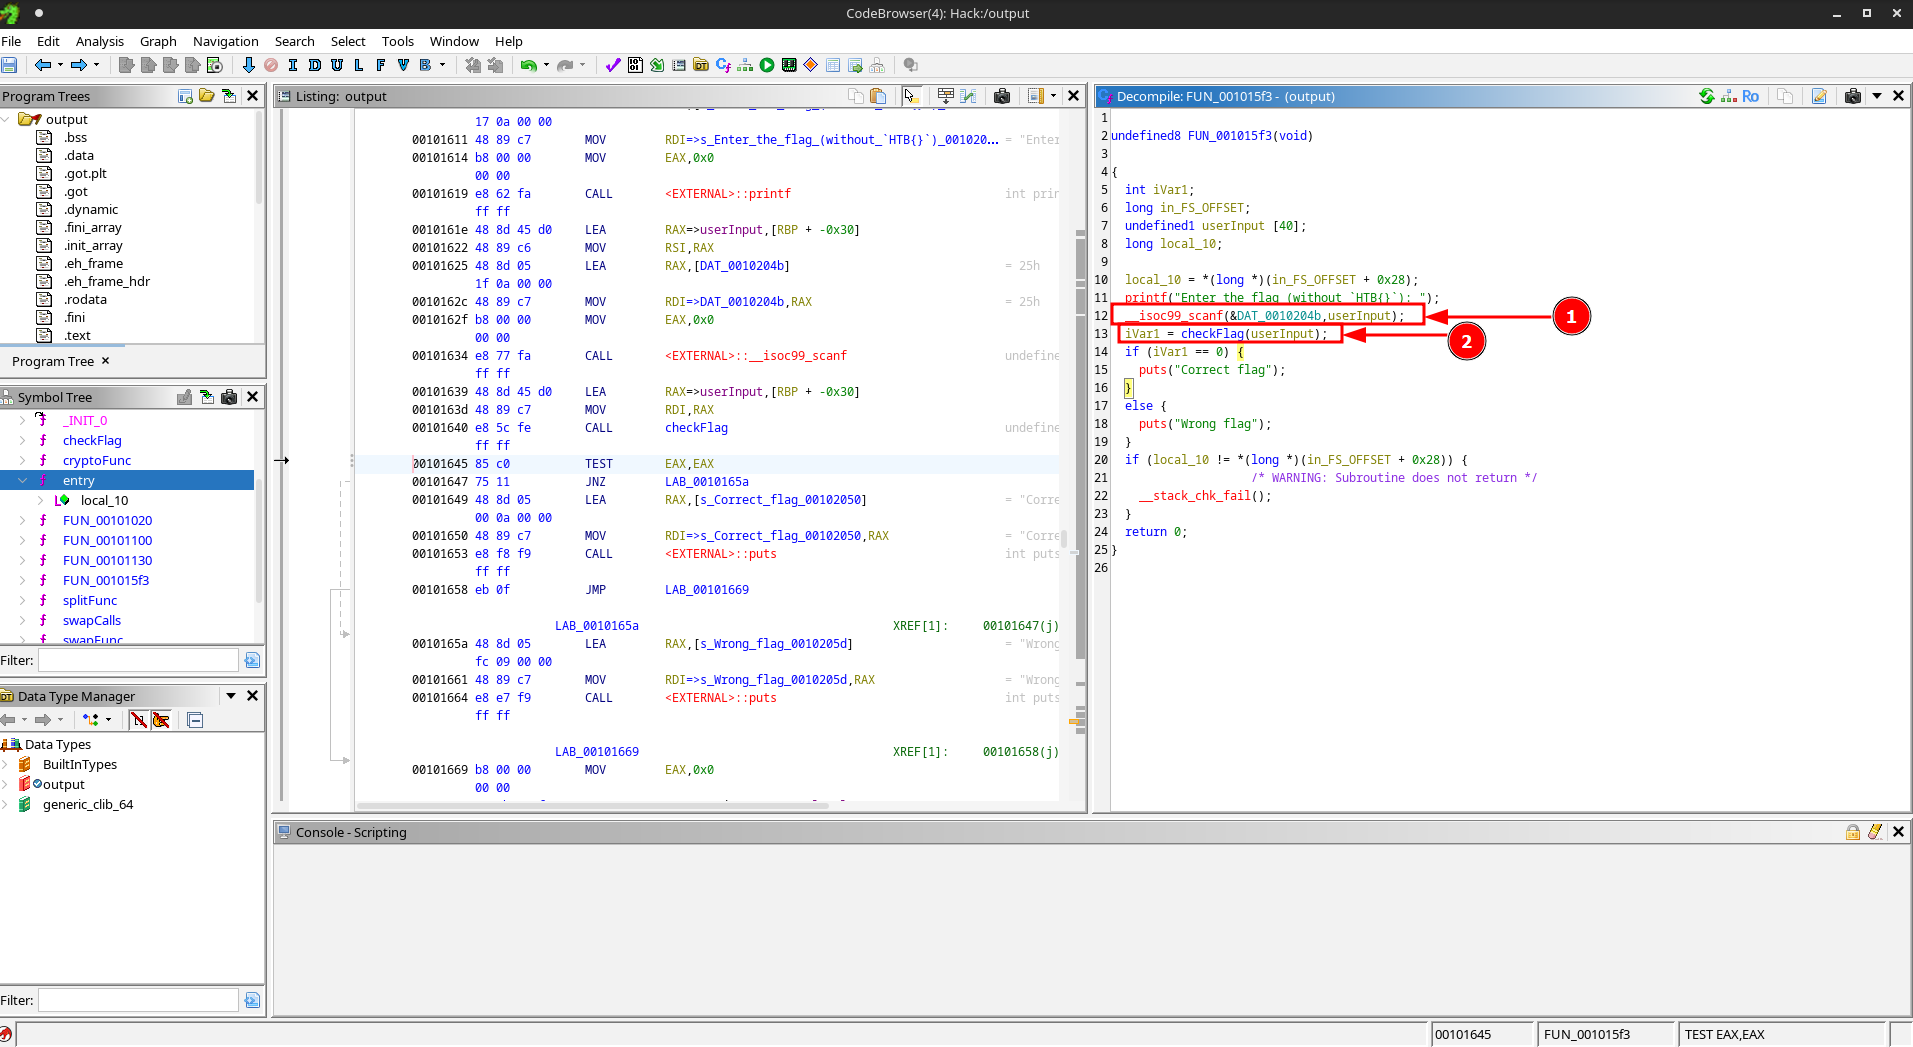 CodeBrowser(4): Hack:/output
File Edit Analysis Graph Navigation Search Select Tools Window Help
I D U L F V B
Program Trees
output
.bss
.data
.got.plt
.got
.dynamic
.fini_array
.init_array
.eh_frame
.eh_frame_hdr
.rodata
.fini
.text
Program Tree ×
Symbol Tree
_INIT_0
checkFlag
cryptoFunc
entry
local_10
FUN_00101020
FUN_00101100
FUN_00101130
FUN_001015f3
splitFunc
swapCalls
swapFunc
Filter:
Data Type Manager
Data Types
BuiltInTypes
output
generic_clib_64
Filter:
Listing: output
17 0a 00 00
00101611 48 89 c7 MOV RDI=>s_Enter_the_flag_(without_`HTB{}`)_001020... = "Enter
00101614 b8 00 00 MOV EAX,0x0
00 00
00101619 e8 62 fa CALL <EXTERNAL>::printf int prin
ff ff
0010161e 48 8d 45 d0 LEA RAX=>userInput,[RBP + -0x30]
00101622 48 89 c6 MOV RSI,RAX
00101625 48 8d 05 LEA RAX,[DAT_0010204b] = 25h
1f 0a 00 00
0010162c 48 89 c7 MOV RDI=>DAT_0010204b,RAX = 25h
0010162f b8 00 00 MOV EAX,0x0
00 00
00101634 e8 77 fa CALL <EXTERNAL>::__isoc99_scanf undefine
ff ff
00101639 48 8d 45 d0 LEA RAX=>userInput,[RBP + -0x30]
0010163d 48 89 c7 MOV RDI,RAX
00101640 e8 5c fe CALL checkFlag undefine
ff ff
00101645 85 c0 TEST EAX,EAX
00101647 75 11 JNZ LAB_0010165a
00101649 48 8d 05 LEA RAX,[s_Correct_flag_00102050] = "Corre
00 0a 00 00
00101650 48 89 c7 MOV RDI=>s_Correct_flag_00102050,RAX = "Corre
00101653 e8 f8 f9 CALL <EXTERNAL>::puts int puts
ff ff
00101658 eb 0f JMP LAB_00101669
LAB_0010165a XREF[1]: 00101647(j)
0010165a 48 8d 05 LEA RAX,[s_Wrong_flag_0010205d] = "Wrong
fc 09 00 00
00101661 48 89 c7 MOV RDI=>s_Wrong_flag_0010205d,RAX = "Wrong
00101664 e8 e7 f9 CALL <EXTERNAL>::puts int puts
ff ff
LAB_00101669 XREF[1]: 00101658(j)
00101669 b8 00 00 MOV EAX,0x0
00 00
Decompile: FUN_001015f3 - (output)
Ro
1
2 undefined8 FUN_001015f3(void)
3
4 {
5 int iVar1;
6 long in_FS_OFFSET;
7 undefined1 userInput [40];
8 long local_10;
9
10 local_10 = *(long *)(in_FS_OFFSET + 0x28);
11 printf("Enter the flag (without `HTB{}`): ");
12 __isoc99_scanf(&DAT_0010204b,userInput);
1
13 iVar1 = checkFlag(userInput);
2
14 if (iVar1 == 0) {
15 puts("Correct flag");
16 }
17 else {
18 puts("Wrong flag");
19 }
20 if (local_10 != *(long *)(in_FS_OFFSET + 0x28)) {
21 /* WARNING: Subroutine does not return */
22 __stack_chk_fail();
23 }
24 return 0;
25 }
26
Console - Scripting
00101645 FUN_001015f3 TEST EAX,EAX